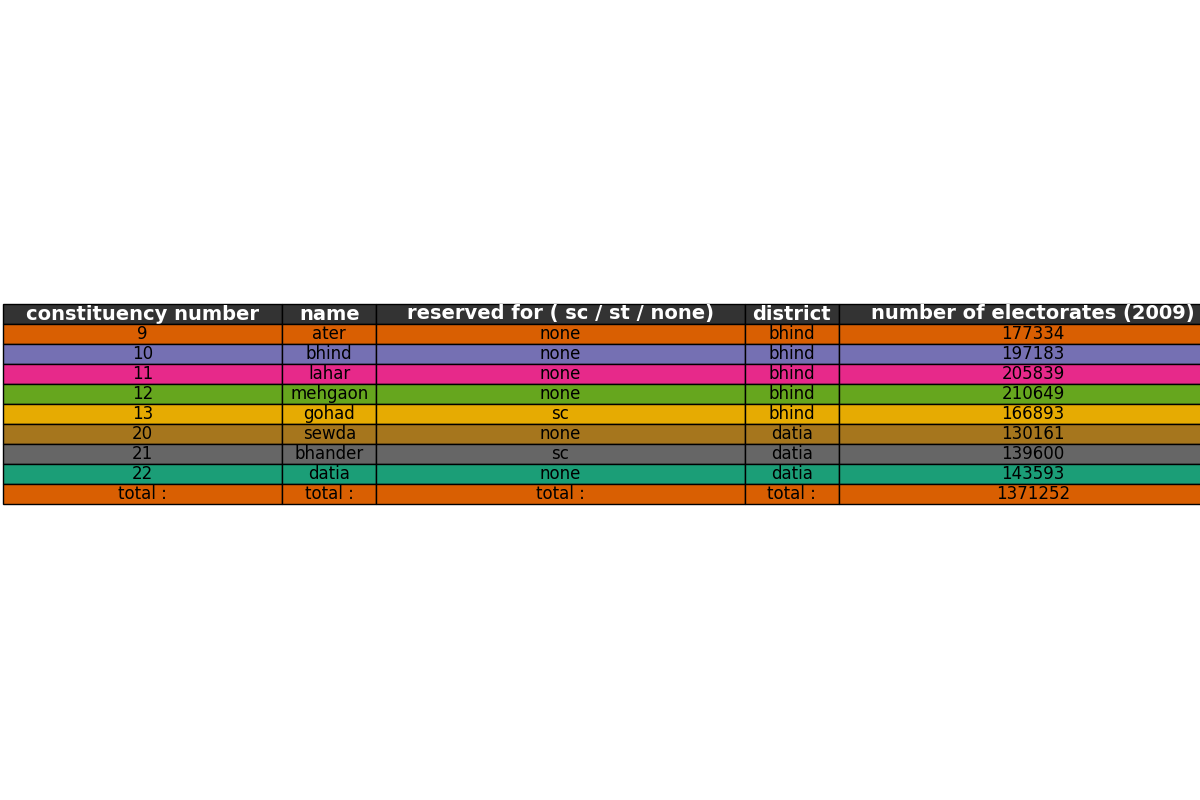 constituency number name reserved for ( sc / st / none) district number of electorates (2009)
9 ater none bhind 177334
10 bhind none bhind 197183
11 lahar none bhind 205839
12 mehgaon none bhind 210649
13 gohad sc bhind 166893
20 sewda none datia 130161
21 bhander sc datia 139600
22 datia none datia 143593
total : total : total : total : 1371252